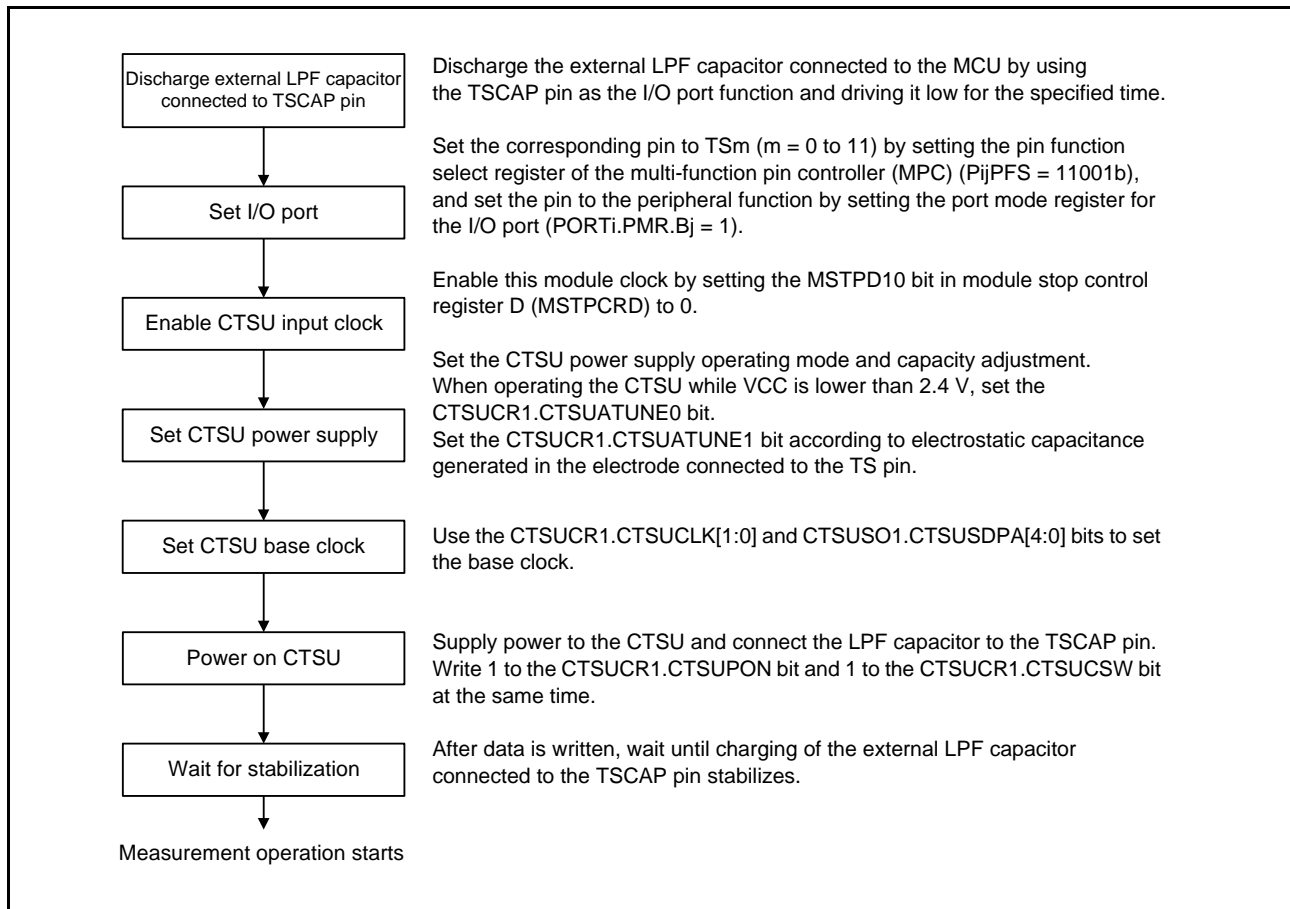 Discharge external LPF capacitor
connected to TSCAP pin
Discharge the external LPF capacitor connected to the MCU by using
the TSCAP pin as the I/O port function and driving it low for the specified time.
Set I/O port
Set the corresponding pin to TSm (m = 0 to 11) by setting the pin function
select register of the multi-function pin controller (MPC) (PijPFS = 11001b),
and set the pin to the peripheral function by setting the port mode register for
the I/O port (PORTi.PMR.Bj = 1).
Enable CTSU input clock
Enable this module clock by setting the MSTPD10 bit in module stop control
register D (MSTPCRD) to 0.
Set CTSU power supply
Set the CTSU power supply operating mode and capacity adjustment.
When operating the CTSU while VCC is lower than 2.4 V, set the
CTSUCR1.CTSUATUNE0 bit.
Set the CTSUCR1.CTSUATUNE1 bit according to electrostatic capacitance
generated in the electrode connected to the TS pin.
Set CTSU base clock
Use the CTSUCR1.CTSUCLK[1:0] and CTSUSO1.CTSUSDPA[4:0] bits to set
the base clock.
Power on CTSU
Supply power to the CTSU and connect the LPF capacitor to the TSCAP pin.
Write 1 to the CTSUCR1.CTSUPON bit and 1 to the CTSUCR1.CTSUCSW bit
at the same time.
Wait for stabilization
After data is written, wait until charging of the external LPF capacitor
connected to the TSCAP pin stabilizes.
Measurement operation starts